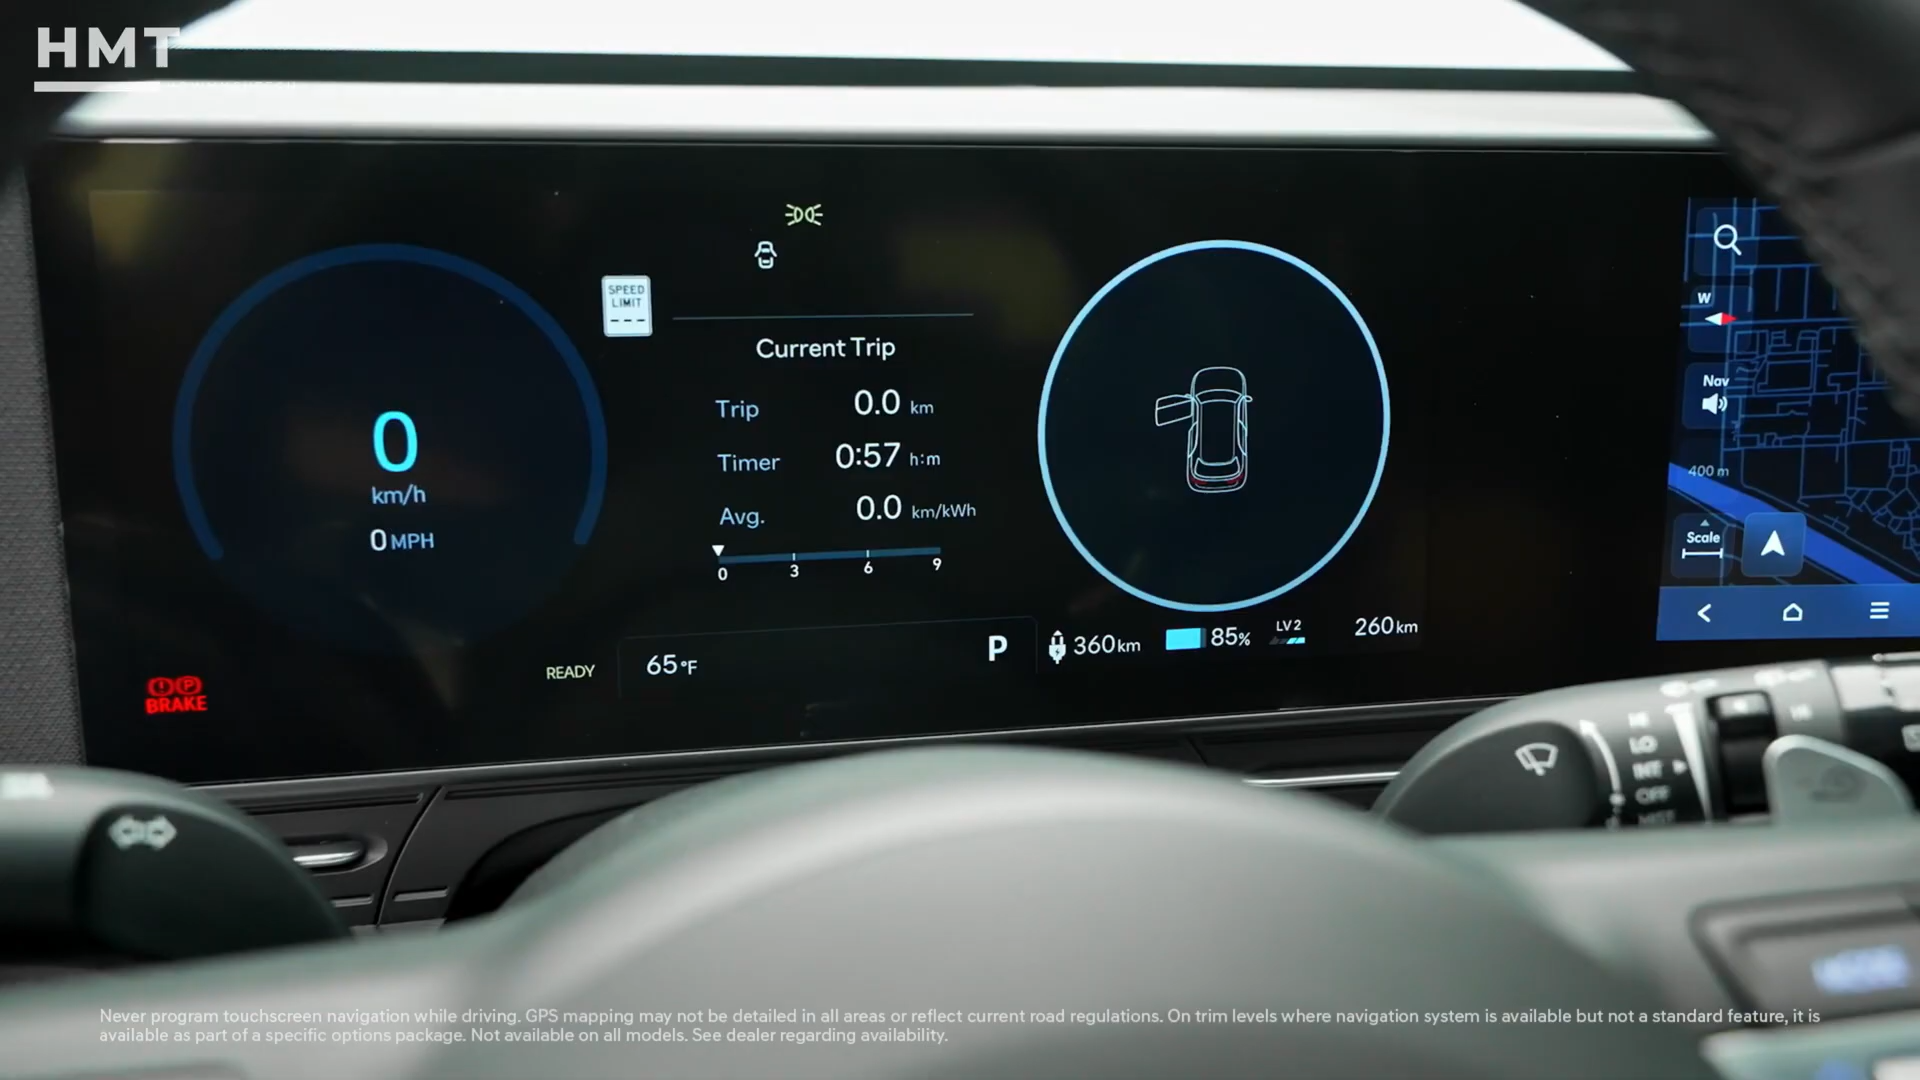 HMT
SPEED
LIMIT
---
Current Trip
Trip 0.0 km
Timer 0:57 h:m
Avg. 0.0 km/kWh
0 3 6 9
0
km/h
0 MPH
BRAKE
READY
65°F
P
360km
85%
LV 2
260km
W
Nav
400 m
Scale
LO
INT
OFF
Never program touchscreen navigation while driving. GPS mapping may not be detailed in all areas or reflect current road regulations. On trim levels where navigation system is available but not a standard feature, it is
available as part of a specific options package. Not available on all models. See dealer regarding availability.